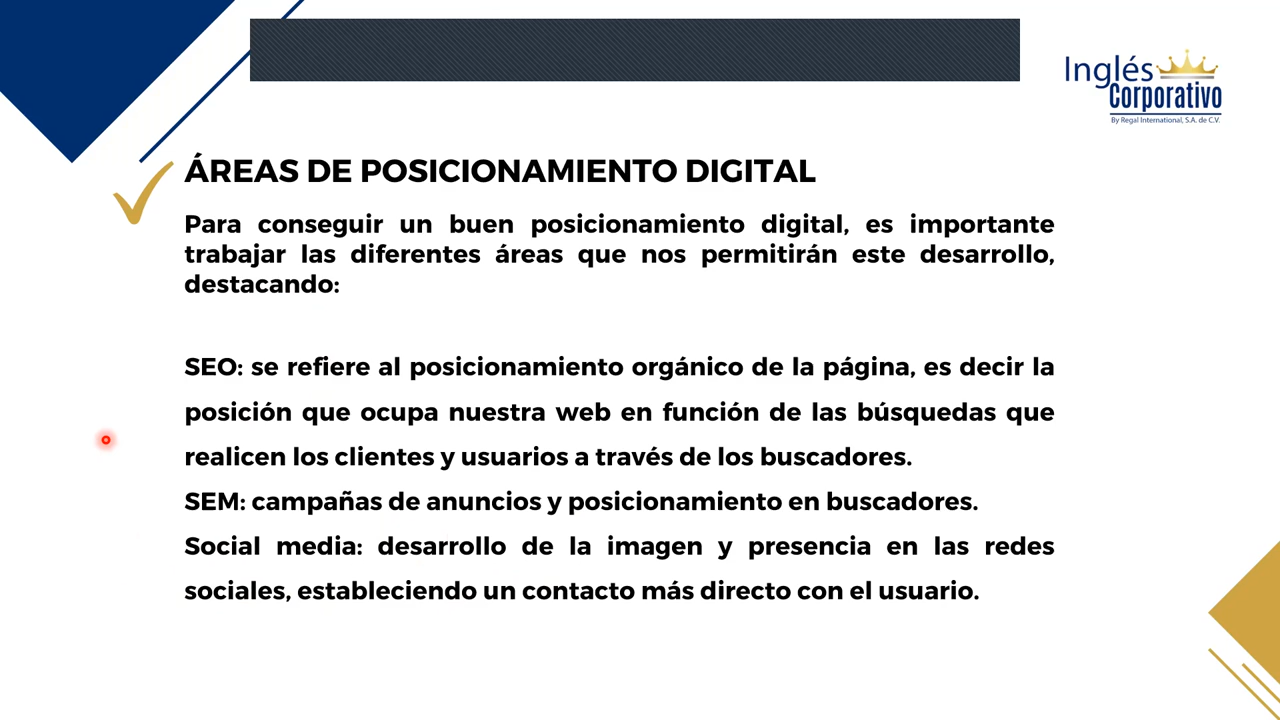 Inglés
Corporativo
By Regal International, S.A. de C.V.
ÁREAS DE POSICIONAMIENTO DIGITAL
Para conseguir un buen posicionamiento digital, es importante
trabajar las diferentes áreas que nos permitirán este desarrollo,
destacando:
SEO: se refiere al posicionamiento orgánico de la página, es decir la
posición que ocupa nuestra web en función de las búsquedas que
realicen los clientes y usuarios a través de los buscadores.
SEM: campañas de anuncios y posicionamiento en buscadores.
Social media: desarrollo de la imagen y presencia en las redes
sociales, estableciendo un contacto más directo con el usuario.